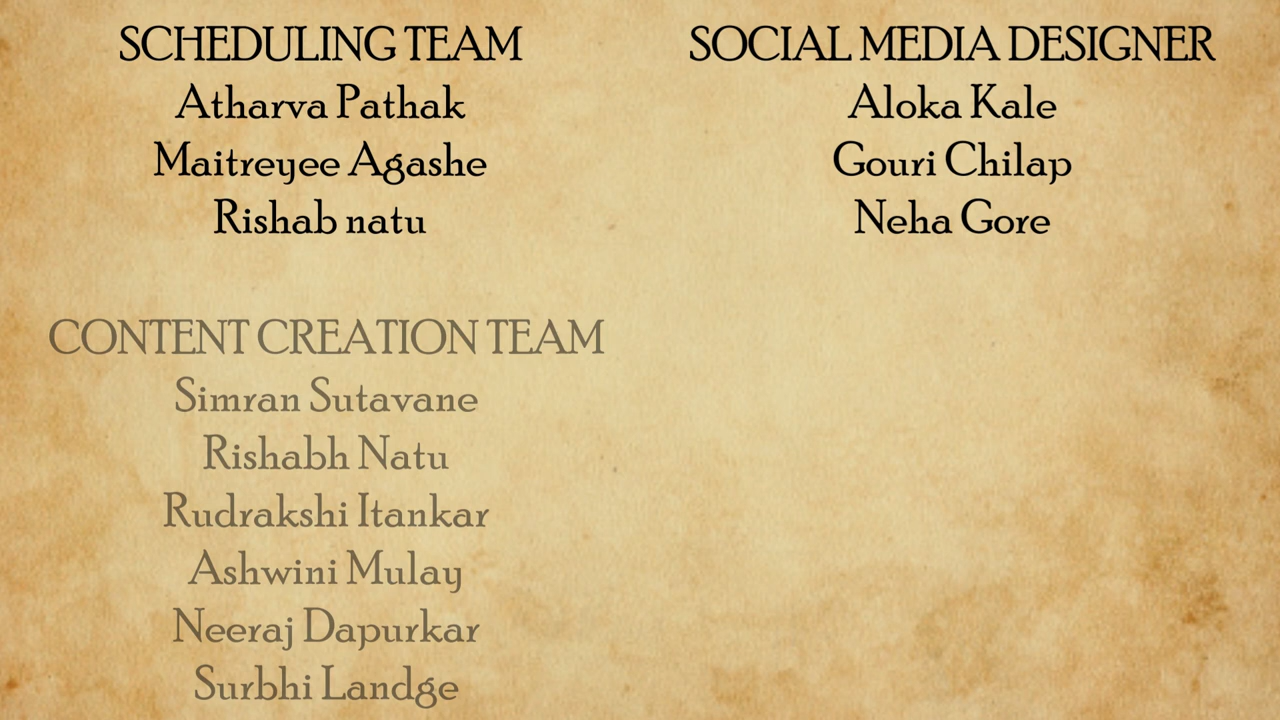 SCHEDULING TEAM
Atharva Pathak
Maitreyee Agashe
Rishab natu
SOCIAL MEDIA DESIGNER
Aloka Kale
Gouri Chilap
Neha Gore
CONTENT CREATION TEAM
Simran Sutavane
Rishabh Natu
Rudrakshi Itankar
Ashwini Mulay
Neeraj Dapurkar
Surbhi Landge